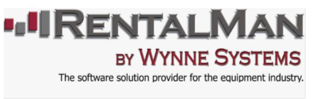 RENTALMAN
BY WYNNE SYSTEMS
The software solution provider for the equipment industry.